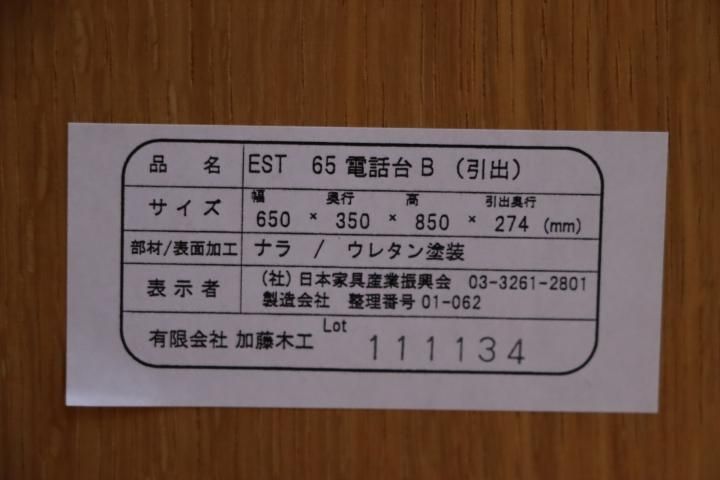 品 名 EST 65 電話台 B (引出)
サイズ 幅 奥行 高 引出奥行
650 × 350 × 850 × 274 (mm)
部材/表面加工 ナラ / ウレタン塗装
表示者 (社)日本家具産業振興会 03-3261-2801
製造会社 整理番号01-062
有限会社 加藤木工 Lot 111134